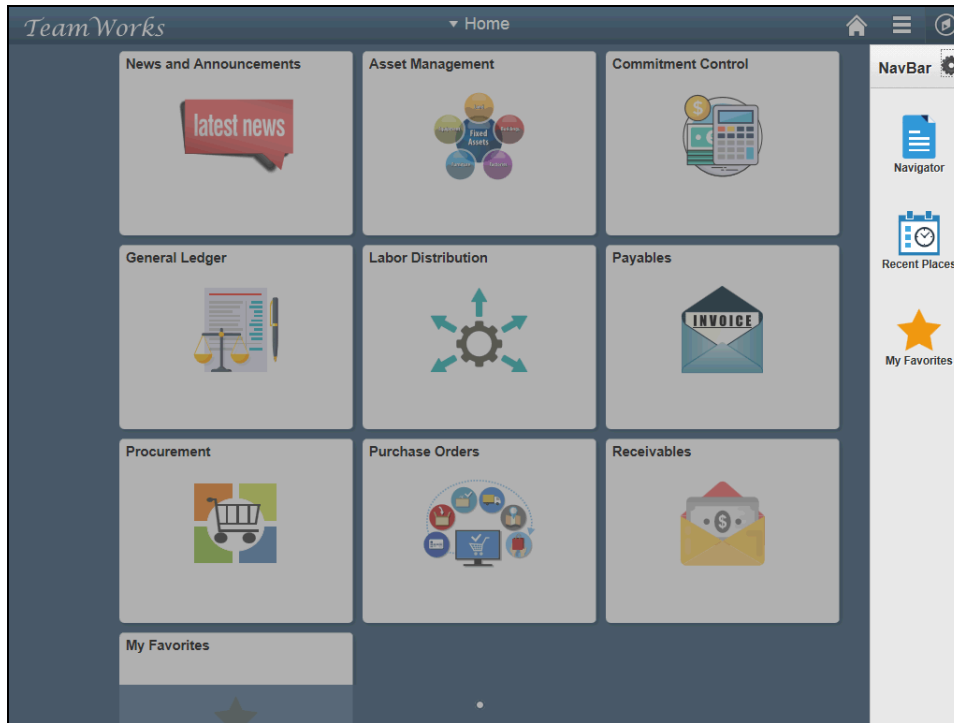 TeamWorks
Home
NavBar
News and Announcements
Asset Management
Commitment Control
latest news
Fixed
Assets
Navigator
Recent Places
General Ledger
Labor Distribution
Payables
INVOICE
My Favorites
Procurement
Purchase Orders
Receivables
My Favorites